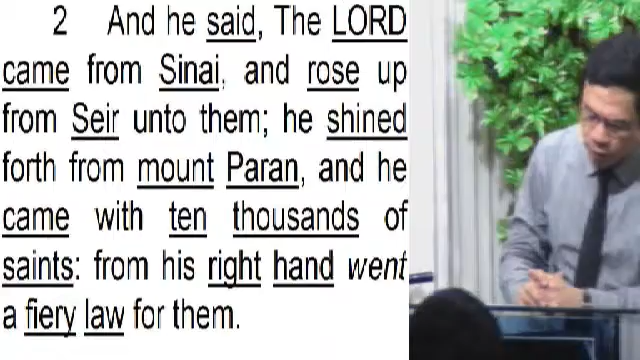 2 And he said, The LORD
came from Sinai, and rose up
from Seir unto them; he shined
forth from mount Paran, and he
came with ten thousands of
saints: from his right hand went
a fiery law for them.